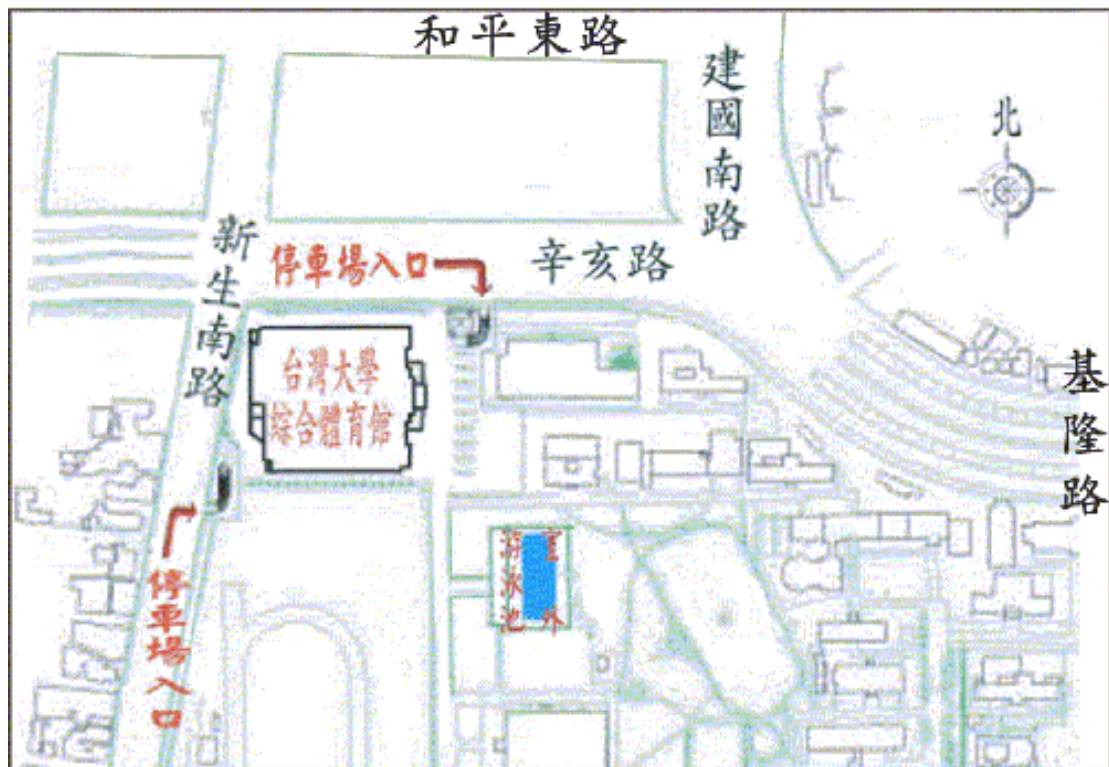 和平東路
建國南路
北
新生南路
停車場入口
辛亥路
台灣大學
綜合體育館
基隆路
停車場入口
室外
游泳池